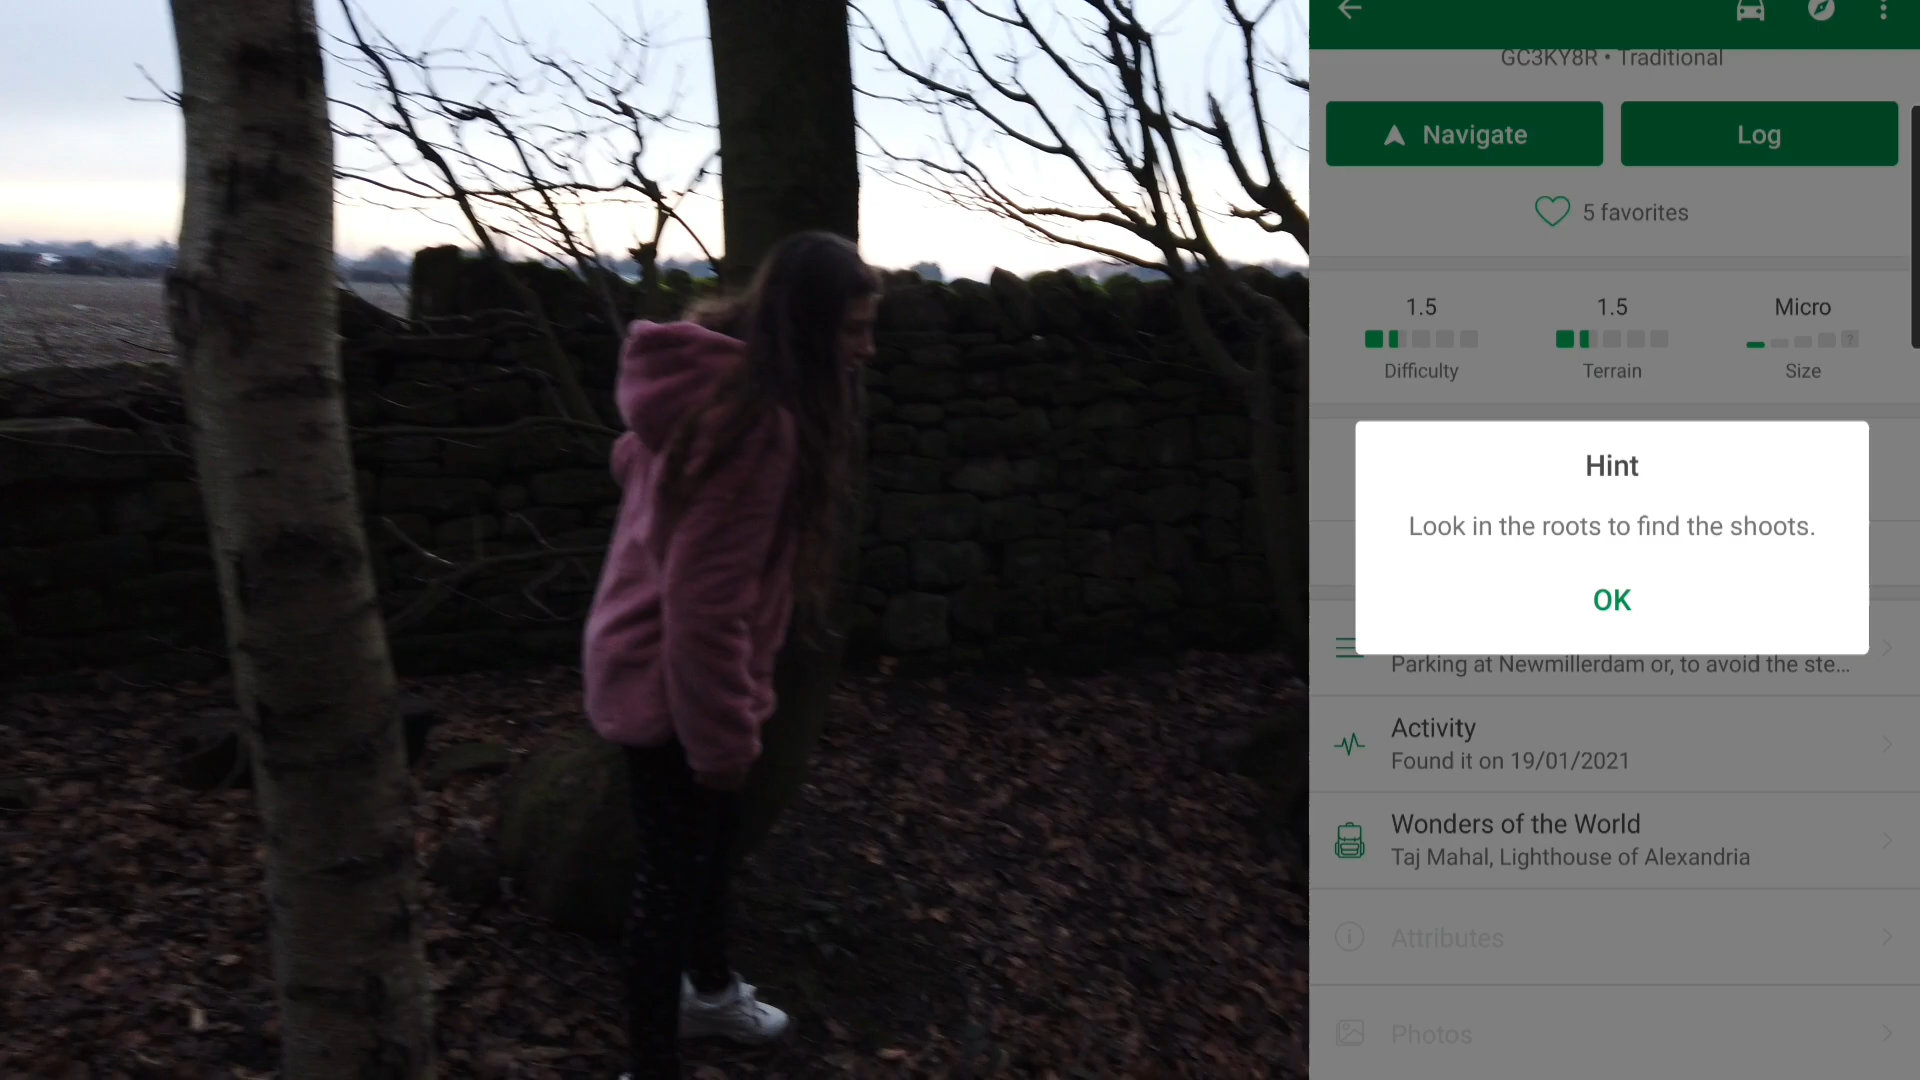 GC3KY8R • Traditional
Navigate
Log
5 favorites
1.5
1.5
Micro
?
Difficulty
Terrain
Size
Hint
Look in the roots to find the shoots.
OK
Parking at Newmillerdam or, to avoid the ste...
Activity
Found it on 19/01/2021
Wonders of the World
Taj Mahal, Lighthouse of Alexandria
Attributes
Photos